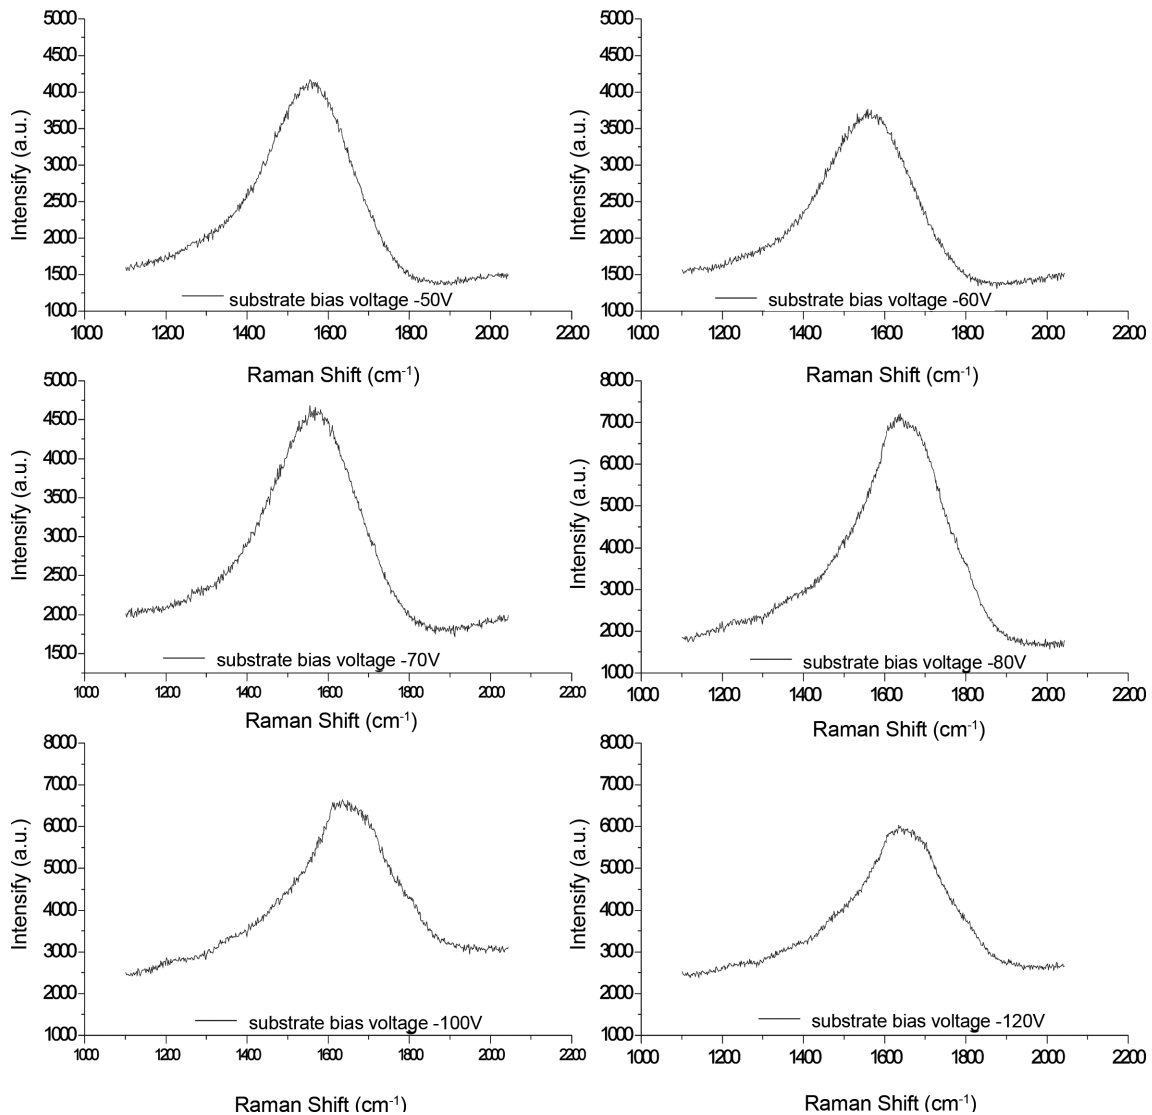 5000
4500
4000
3500
3000
2500
2000
1500
1000
Intensify (a.u.)
substrate bias voltage -50V
1000 1200 1400 1600 1800 2000 2200
Raman Shift (cm-1)
5000
4500
4000
3500
3000
2500
2000
1500
1000
Intensify (a.u.)
substrate bias voltage -60V
1000 1200 1400 1600 1800 2000 2200
Raman Shift (cm-1)
5000
4500
4000
3500
3000
2500
2000
1500
Intensify (a.u.)
substrate bias voltage -70V
1000 1200 1400 1600 1800 2000 2200
Raman Shift (cm-1)
8000
7000
6000
5000
4000
3000
2000
1000
Intensify (a.u.)
substrate bias voltage -80V
1000 1200 1400 1600 1800 2000 2200
Raman Shift (cm-1)
8000
7000
6000
5000
4000
3000
2000
1000
Intensify (a.u.)
substrate bias voltage -100V
1000 1200 1400 1600 1800 2000 2200
Raman Shift (cm-1)
8000
7000
6000
5000
4000
3000
2000
1000
Intensify (a.u.)
substrate bias voltage -120V
1000 1200 1400 1600 1800 2000 2200
Raman Shift (cm-1)